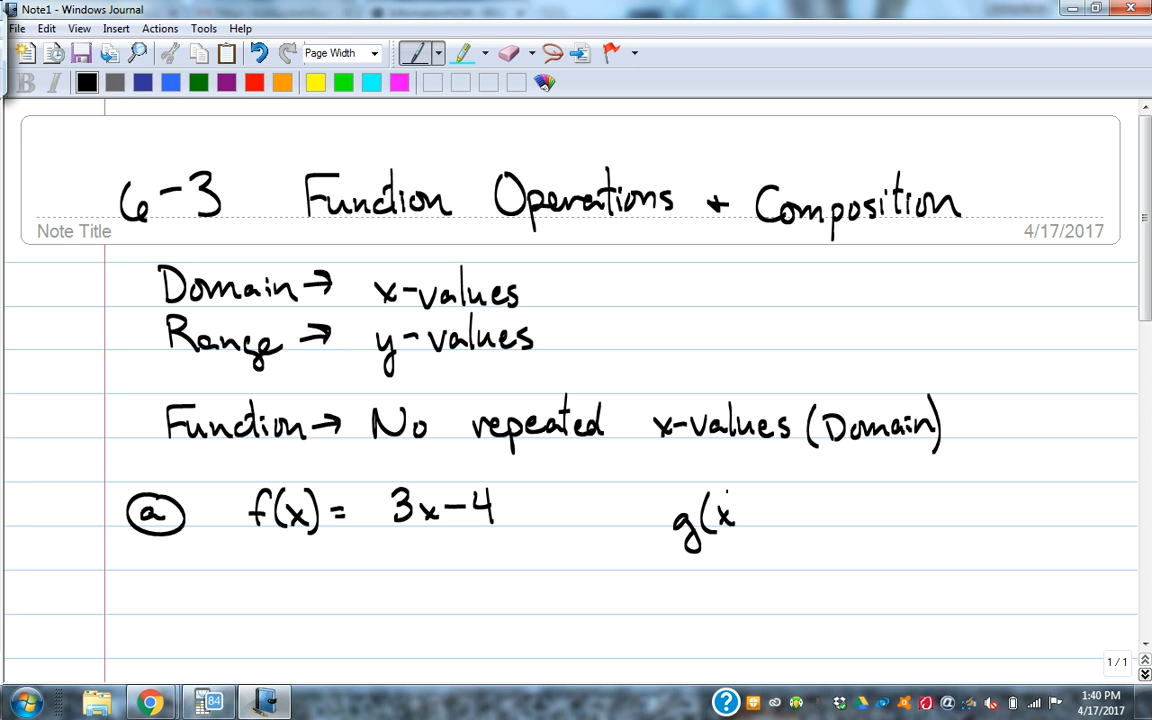 Note1 - Windows Journal
File Edit View Insert Actions Tools Help
Page Width
B I
6-3 Function Operations + Composition
Note Title 4/17/2017
Domain → x-values
Range → y-values
Function → No repeated x-values (Domain)
a f(x) = 3x-4 g(x
1 / 1
84
1:40 PM
4/17/2017